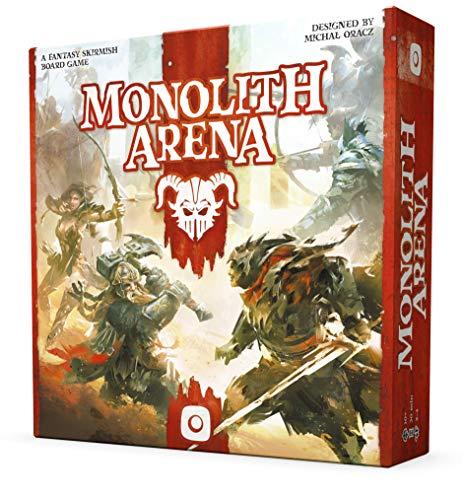 A FANTASY SKIRMISH
BOARD GAME
DESIGNED BY
MICHAŁ ORACZ
MONOLITH
ARENA
MONOLITH
ARENA